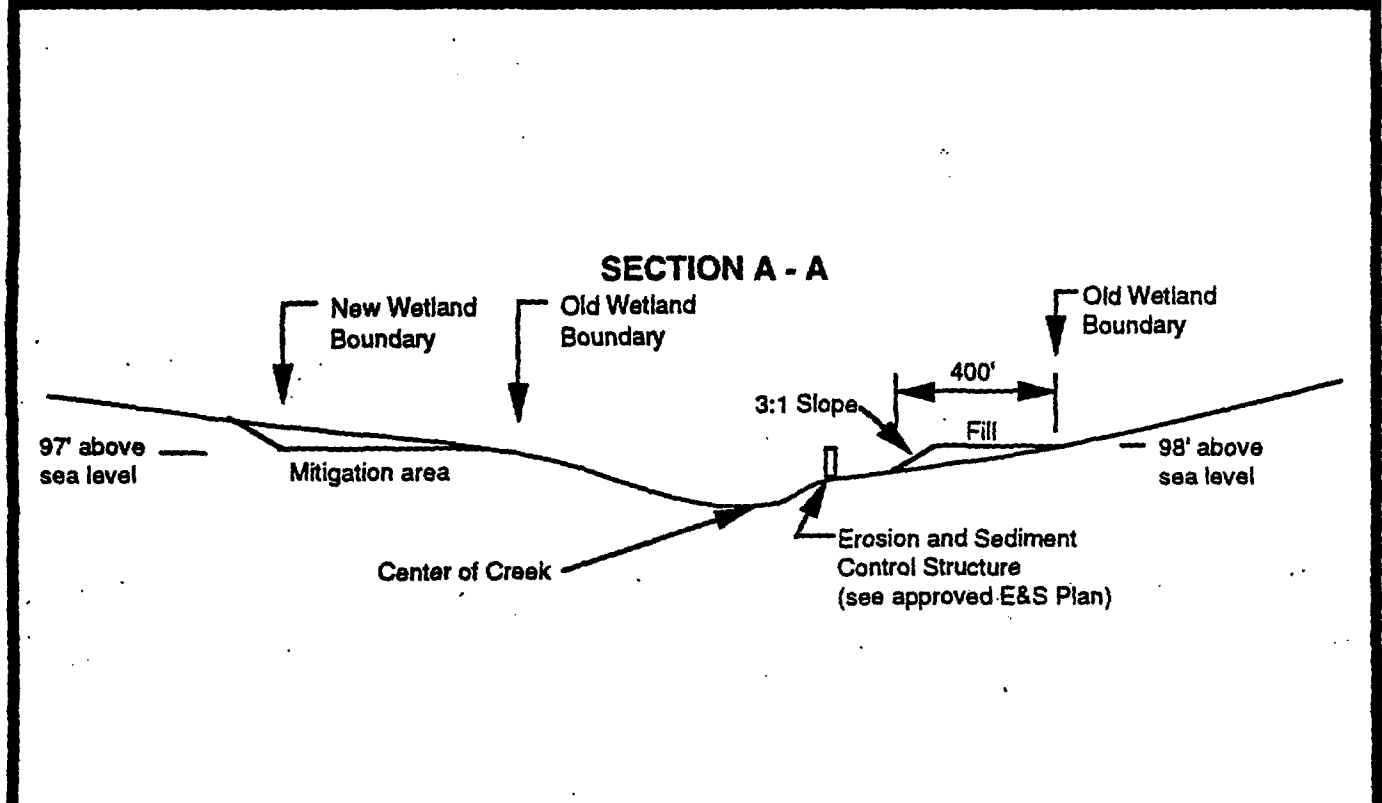 SECTION A - A
New Wetland
Boundary
Old Wetland
Boundary
Old Wetland
Boundary
400'
3:1 Slope
Fill
97' above
sea level
Mitigation area
98' above
sea level
Center of Creek
Erosion and Sediment
Control Structure
(see approved E&S Plan)